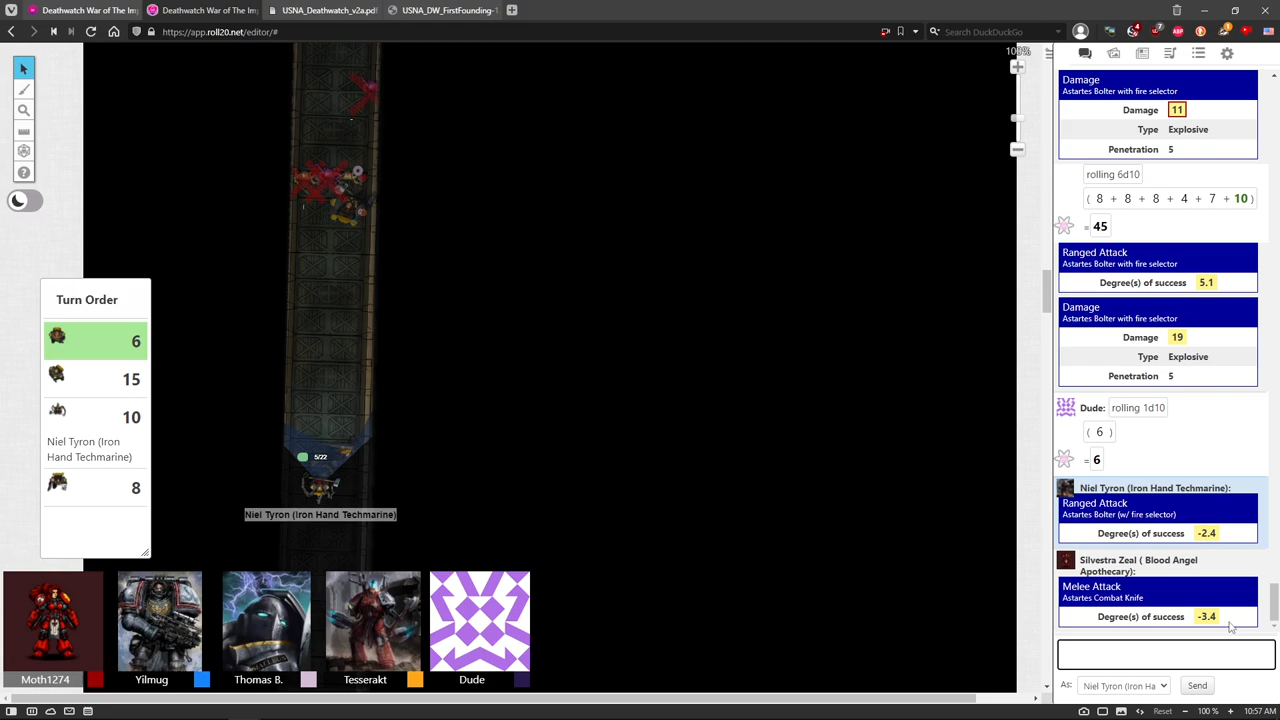 Deathwatch War of The Im
Deathwatch War of The Im
USNA_Deathwatch_v2a.pdf
USNA_DW_FirstFounding-1
https://app.roll20.net/editor/#
Search DuckDuckGo
100%
Damage
Astartes Bolter with fire selector
Damage 11
Type Explosive
Penetration 5
rolling 6d10
( 8 + 8 + 8 + 4 + 7 + 10 )
= 45
Ranged Attack
Astartes Bolter with fire selector
Degree(s) of success 5.1
Damage
Astartes Bolter with fire selector
Damage 19
Type Explosive
Penetration 5
Dude: rolling 1d10
( 6 )
= 6
Niel Tyron (Iron Hand Techmarine):
Ranged Attack
Astartes Bolter (w/ fire selector)
Degree(s) of success -2.4
Silvestra Zeal ( Blood Angel
Apothecary):
Melee Attack
Astartes Combat Knife
Degree(s) of success -3.4
As: Niel Tyron (Iron Ha
Send
Turn Order
6
15
10
Niel Tyron (Iron
Hand Techmarine)
8
5/22
Niel Tyron (Iron Hand Techmarine)
Moth1274
Yilmug
Thomas B.
Tesserakt
Dude
Reset
100 %
10:57 AM